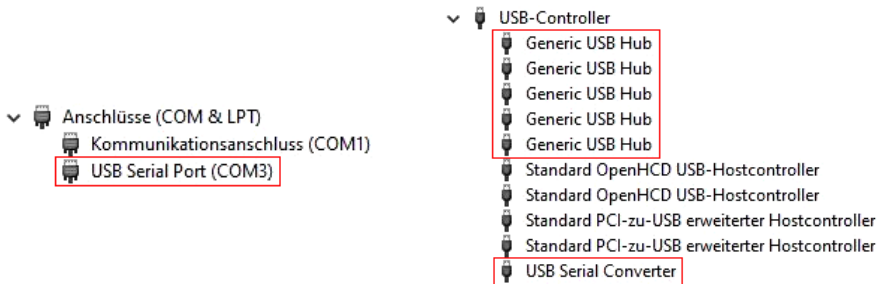 Anschlüsse (COM & LPT)
Kommunikationsanschluss (COM1)
USB Serial Port (COM3)
USB-Controller
Generic USB Hub
Generic USB Hub
Generic USB Hub
Generic USB Hub
Generic USB Hub
Standard OpenHCD USB-Hostcontroller
Standard OpenHCD USB-Hostcontroller
Standard PCI-zu-USB erweiterter Hostcontroller
Standard PCI-zu-USB erweiterter Hostcontroller
USB Serial Converter